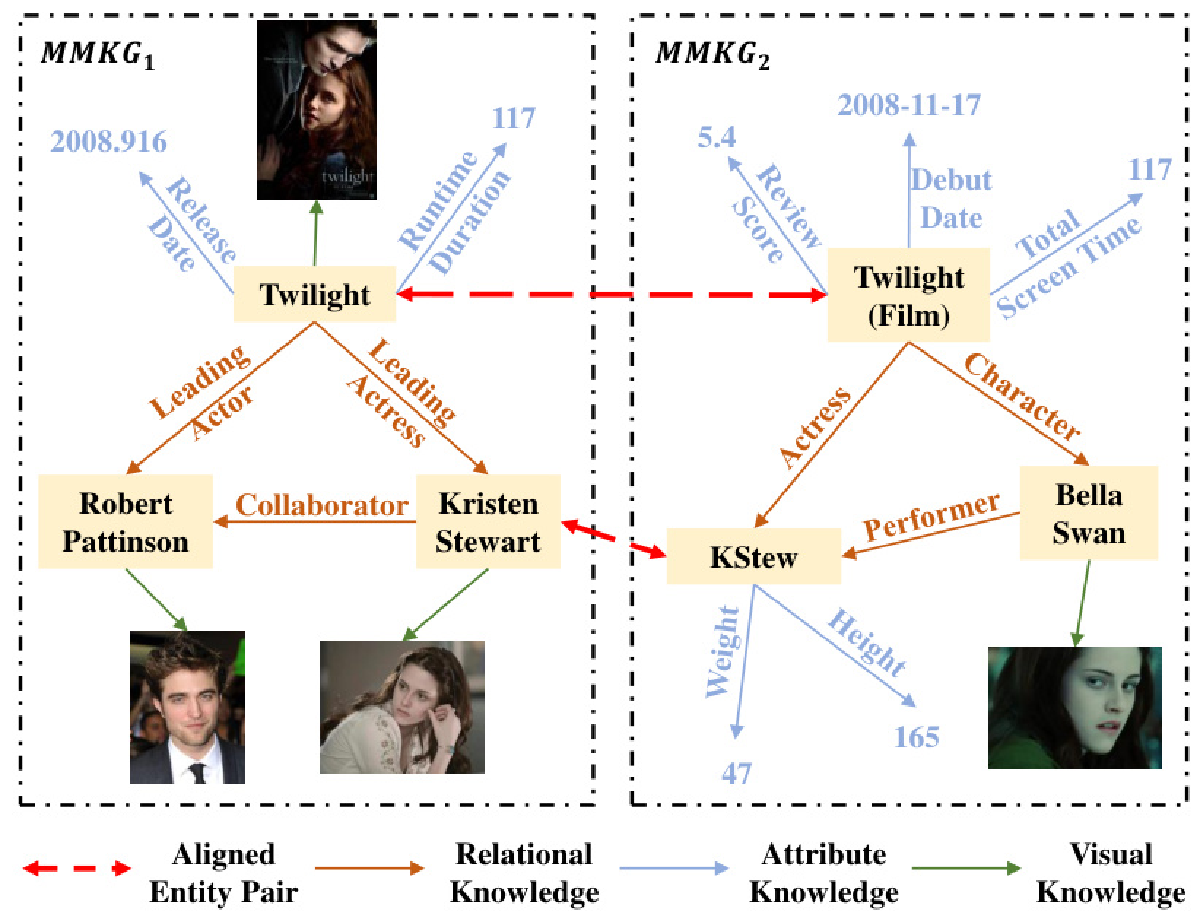 MMKG1
MMKG2
twilight
2008.916
117
Release
Date
Runtime
Duration
Twilight
Leading
Actor
Leading
Actress
Robert
Pattinson
Collaborator
Kristen
Stewart
5.4
2008-11-17
117
Review
Score
Debut
Date
Total
Screen Time
Twilight
(Film)
Actress
Character
Performer
Bella
Swan
KStew
Weight
Height
47
165
Aligned
Entity Pair
Relational
Knowledge
Attribute
Knowledge
Visual
Knowledge